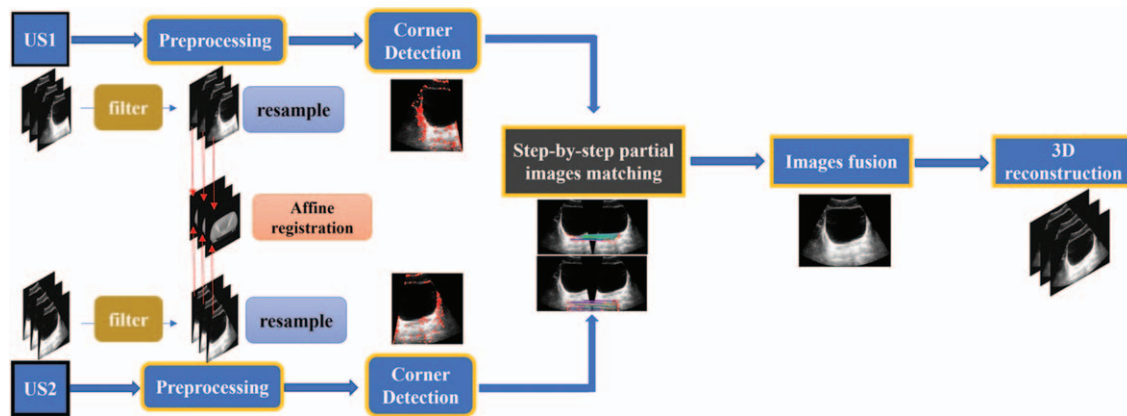 US1
Preprocessing
Corner
Detection
filter
resample
Step-by-step partial
images matching
Images fusion
3D
reconstruction
Affine
registration
filter
resample
US2
Preprocessing
Corner
Detection